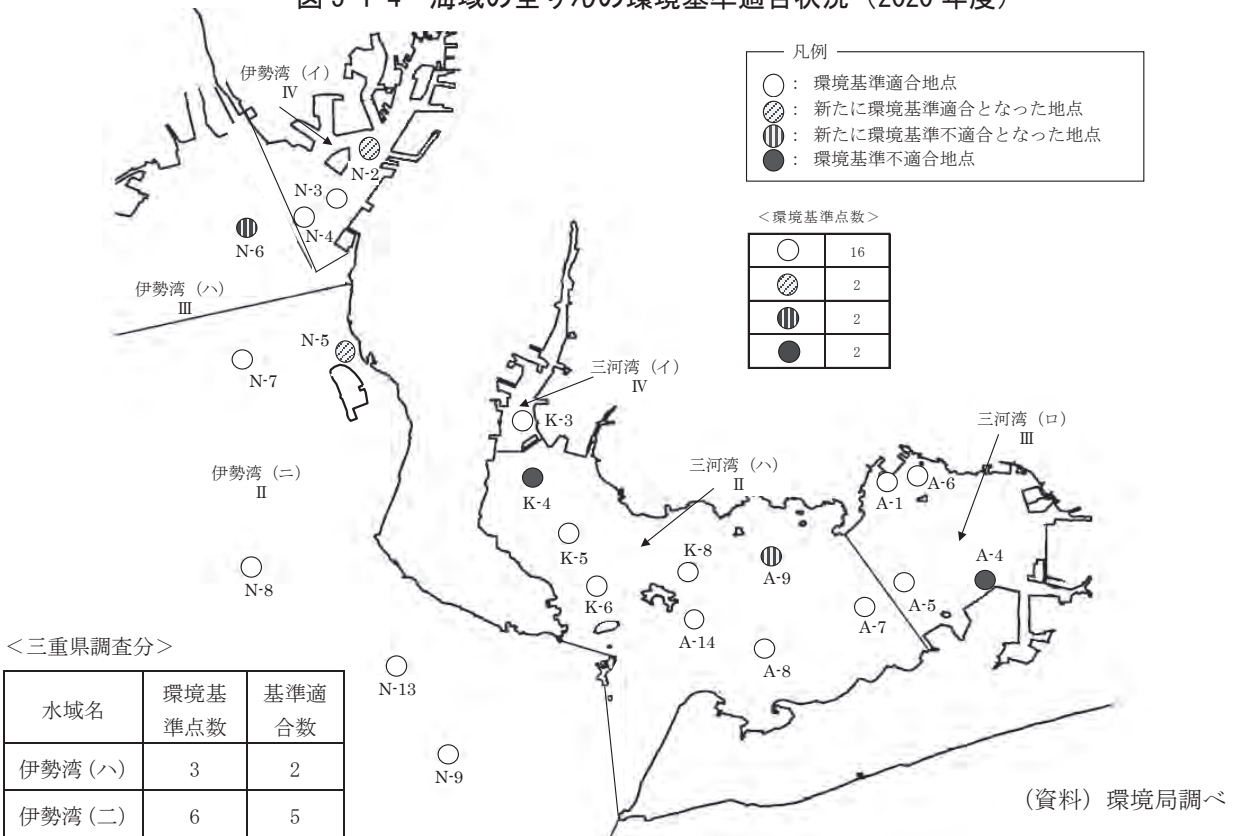 図 3-1-4 海域の全りんの環境基準適合状況（2020 年度）
凡例
○： 環境基準適合地点
： 新たに環境基準適合となった地点
： 新たに環境基準不適合となった地点
●： 環境基準不適合地点
＜環境基準点数＞
○ 16
2
2
● 2
伊勢湾（イ）
Ⅳ
N-2
N-3
N-4
N-6
伊勢湾（ハ）
Ⅲ
N-5
N-7
三河湾（イ）
Ⅳ
K-3
三河湾（ロ）
Ⅲ
伊勢湾（ニ）
Ⅱ
三河湾（ハ）
Ⅱ
K-4
A-1
A-6
K-5
K-8
A-9
A-4
N-8
K-6
A-5
A-7
A-14
A-8
N-13
N-9
＜三重県調査分＞
水域名 環境基準点数 基準適合数
伊勢湾（ハ） 3 2
伊勢湾（ニ） 6 5
（資料）環境局調べ